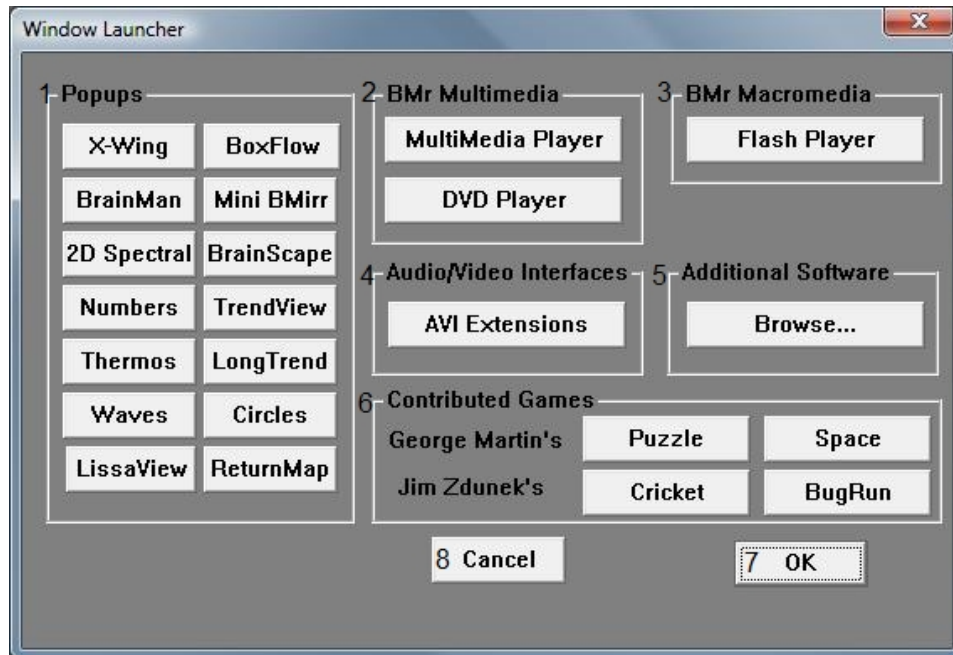 Window Launcher
1 Popups
X-Wing BoxFlow
BrainMan Mini BMirr
2D Spectral BrainScape
Numbers TrendView
Thermos LongTrend
Waves Circles
LissaView ReturnMap
2 BMr Multimedia
MultiMedia Player
DVD Player
3 BMr Macromedia
Flash Player
4 Audio/Video Interfaces
AVI Extensions
5 Additional Software
Browse...
6 Contributed Games
George Martin's Puzzle Space
Jim Zdunek's Cricket BugRun
8 Cancel
7 OK